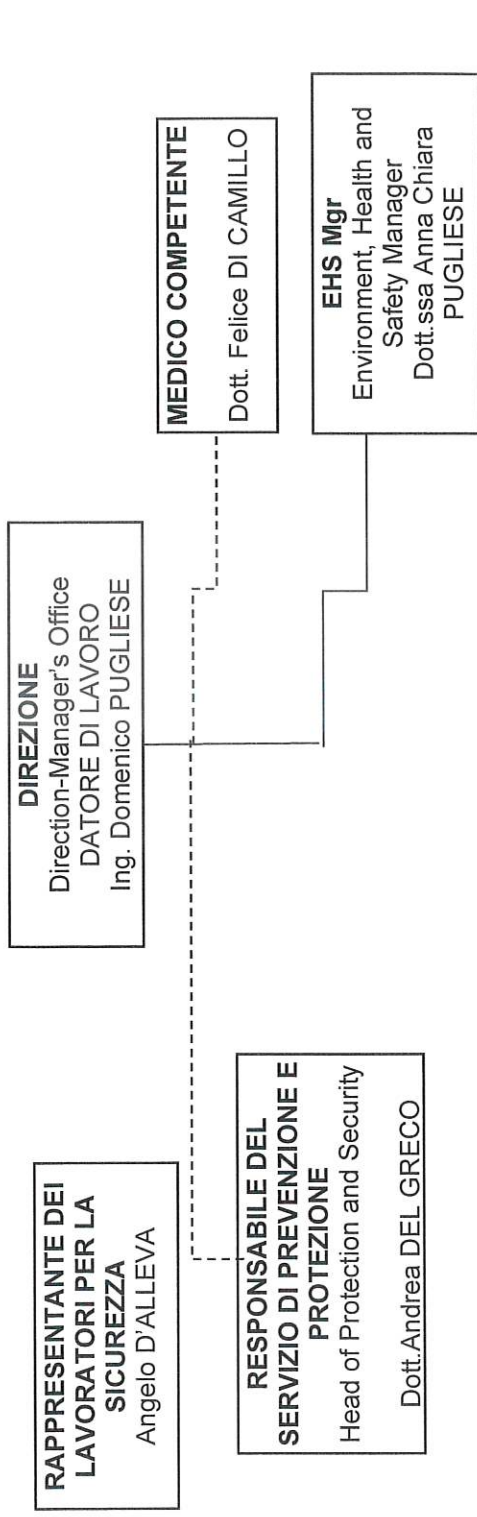 DIREZIONE
Direction-Manager's Office
DATORE DI LAVORO
Ing. Domenico PUGLIESE
RAPPRESENTANTE DEI
LAVORATORI PER LA
SICUREZZA
Angelo D'ALLEVA
MEDICO COMPETENTE
Dott. Felice DI CAMILLO
RESPONSABILE DEL
SERVIZIO DI PREVENZIONE E
PROTEZIONE
Head of Protection and Security
Dott.Andrea DEL GRECO
EHS Mgr
Environment, Health and
Safety Manager
Dott.ssa Anna Chiara
PUGLIESE